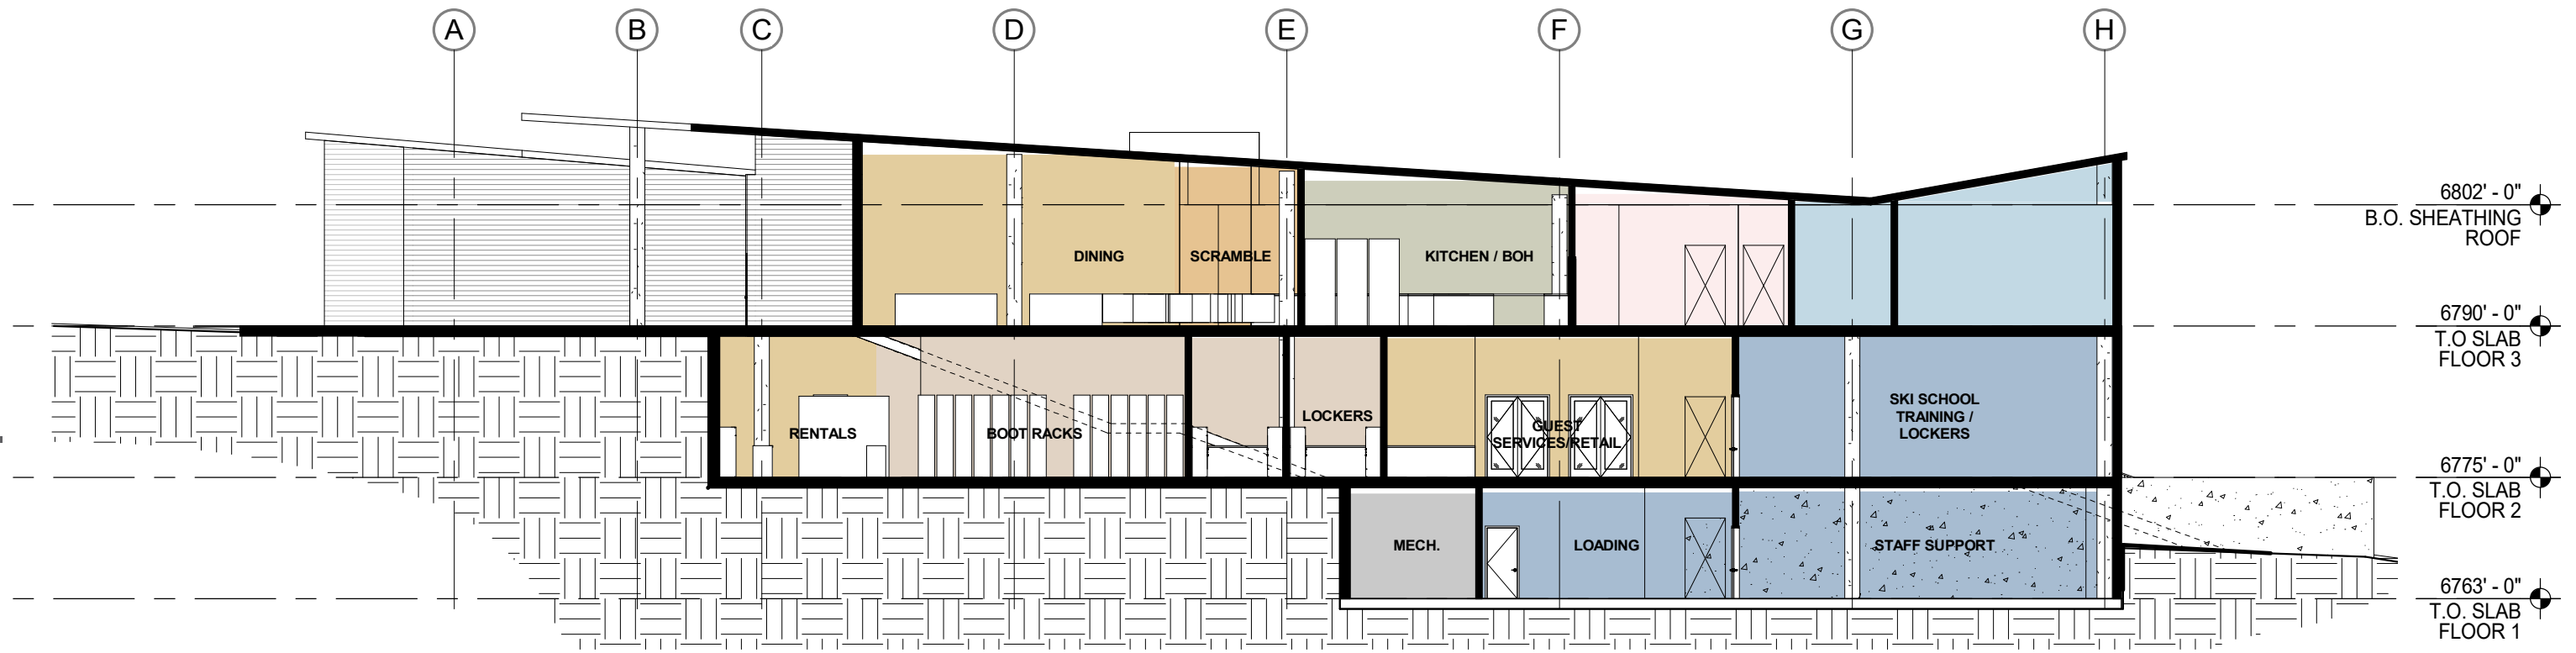 A
B
C
D
E
F
G
H
6802' - 0"
B.O. SHEATHING
ROOF
DINING
SCRAMBLE
KITCHEN / BOH
6790' - 0"
T.O SLAB
FLOOR 3
RENTALS
BOOT RACKS
LOCKERS
GUEST
SERVICES/RETAIL
SKI SCHOOL
TRAINING /
LOCKERS
6775' - 0"
T.O. SLAB
FLOOR 2
MECH.
LOADING
STAFF SUPPORT
6763' - 0"
T.O. SLAB
FLOOR 1